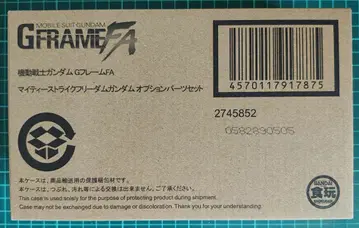 MOBILE SUIT GUNDAM
GFRAME FA
機動戦士ガンダム GフレームFA
マイティーストライクフリーダムガンダム オプションパーツセット
4570117917875
2745852
0582890505
本ケースは、商品輸送用の保護梱包材です。
本ケースは、つぶれ、汚れ等による交換は出来ません。ご了承ください。
This case is used solely for the purpose of protecting product during shipment.
Case may not be exchanged due to damage or discoloration. Thank you for your understanding.
BANDAI
食玩